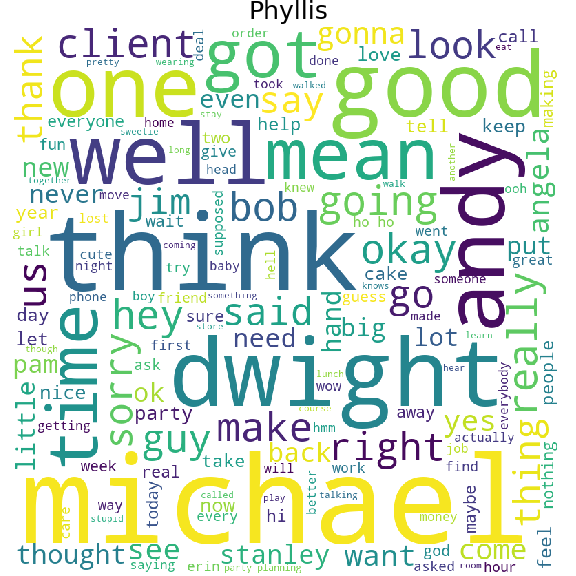 Phyllis
thank client got gonna deal order look call
pretty wearing took done love eat
one walked good
everyone even say stay tell keep making
home sweetie two help
fun well long give mean another angela
new together head knew walk ooh
never move jim bob going andy
year lost wait supposed ho ho went put
girl us cute coming think hell okay great
talk night try baby something knows guess go someone
day phone boy friend cake made
let hey sure store said hand big lot really people
time first need though learn
pam nice ask dwight lunch hear everybody
little sorry ok wow
getting party make course away yes
guy back right hmm actually thing
week real take will work job find nothing
michael
care way today called now play better talking money maybe
stupid every hi
thought see stanley want god come feel
saying erin party planning asked room hour